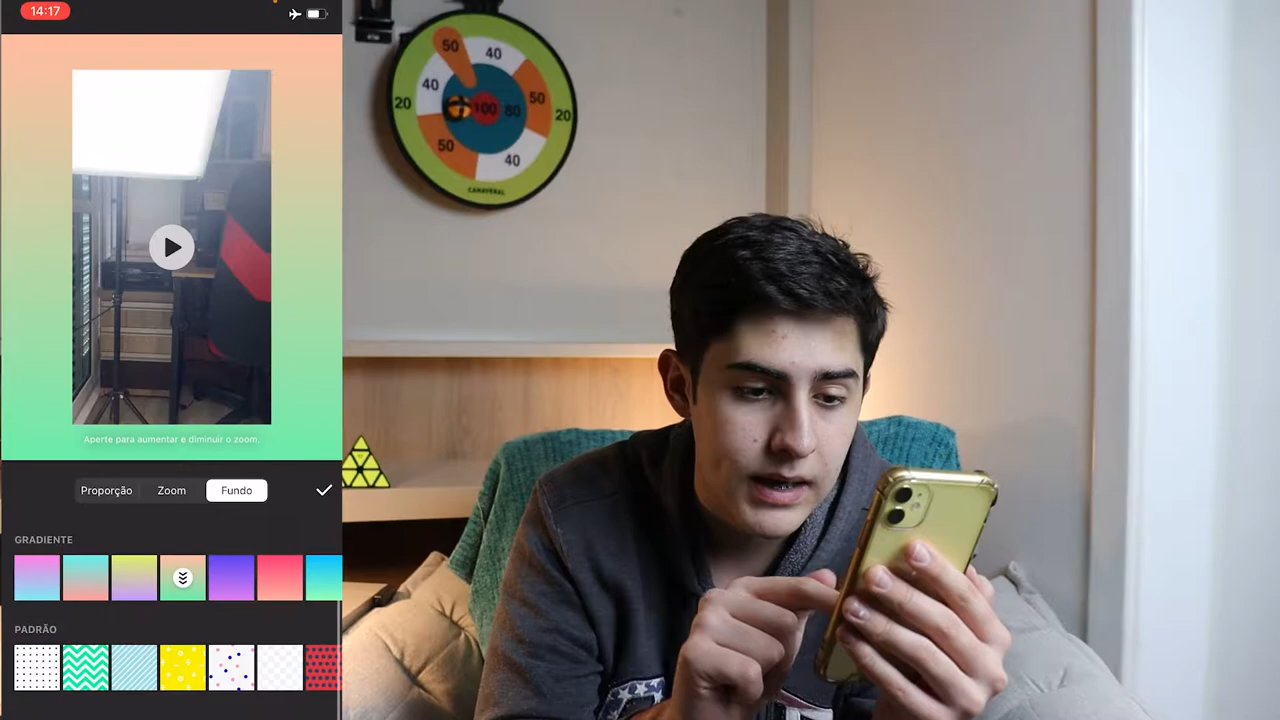 14:17
Aperte para aumentar e diminuir o zoom.
Proporção Zoom Fundo
GRADIENTE
PADRÃO
50
40
40
50
20
100
80
20
50
40
CANAVERAL